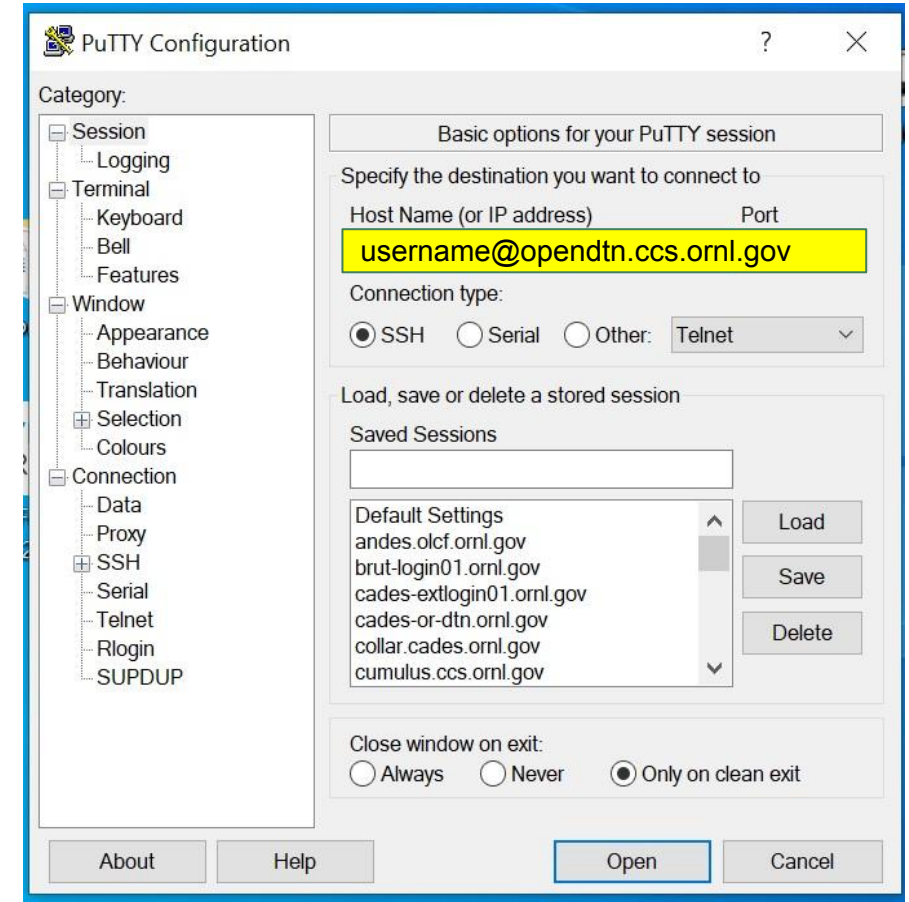 PuTTY Configuration ? ×
Category:
Session
Logging
Terminal
Keyboard
Bell
Features
Window
Appearance
Behaviour
Translation
Selection
Colours
Connection
Data
Proxy
SSH
Serial
Telnet
Rlogin
SUPDUP
Basic options for your PuTTY session
Specify the destination you want to connect to
Host Name (or IP address) Port
username@opendtn.ccs.ornl.gov
Connection type:
SSH Serial Other: Telnet
Load, save or delete a stored session
Saved Sessions
Default Settings
andes.olcf.ornl.gov
brut-login01.ornl.gov
cades-extlogin01.ornl.gov
cades-or-dtn.ornl.gov
collar.cades.ornl.gov
cumulus.ccs.ornl.gov
Load
Save
Delete
Close window on exit:
Always Never Only on clean exit
About Help Open Cancel